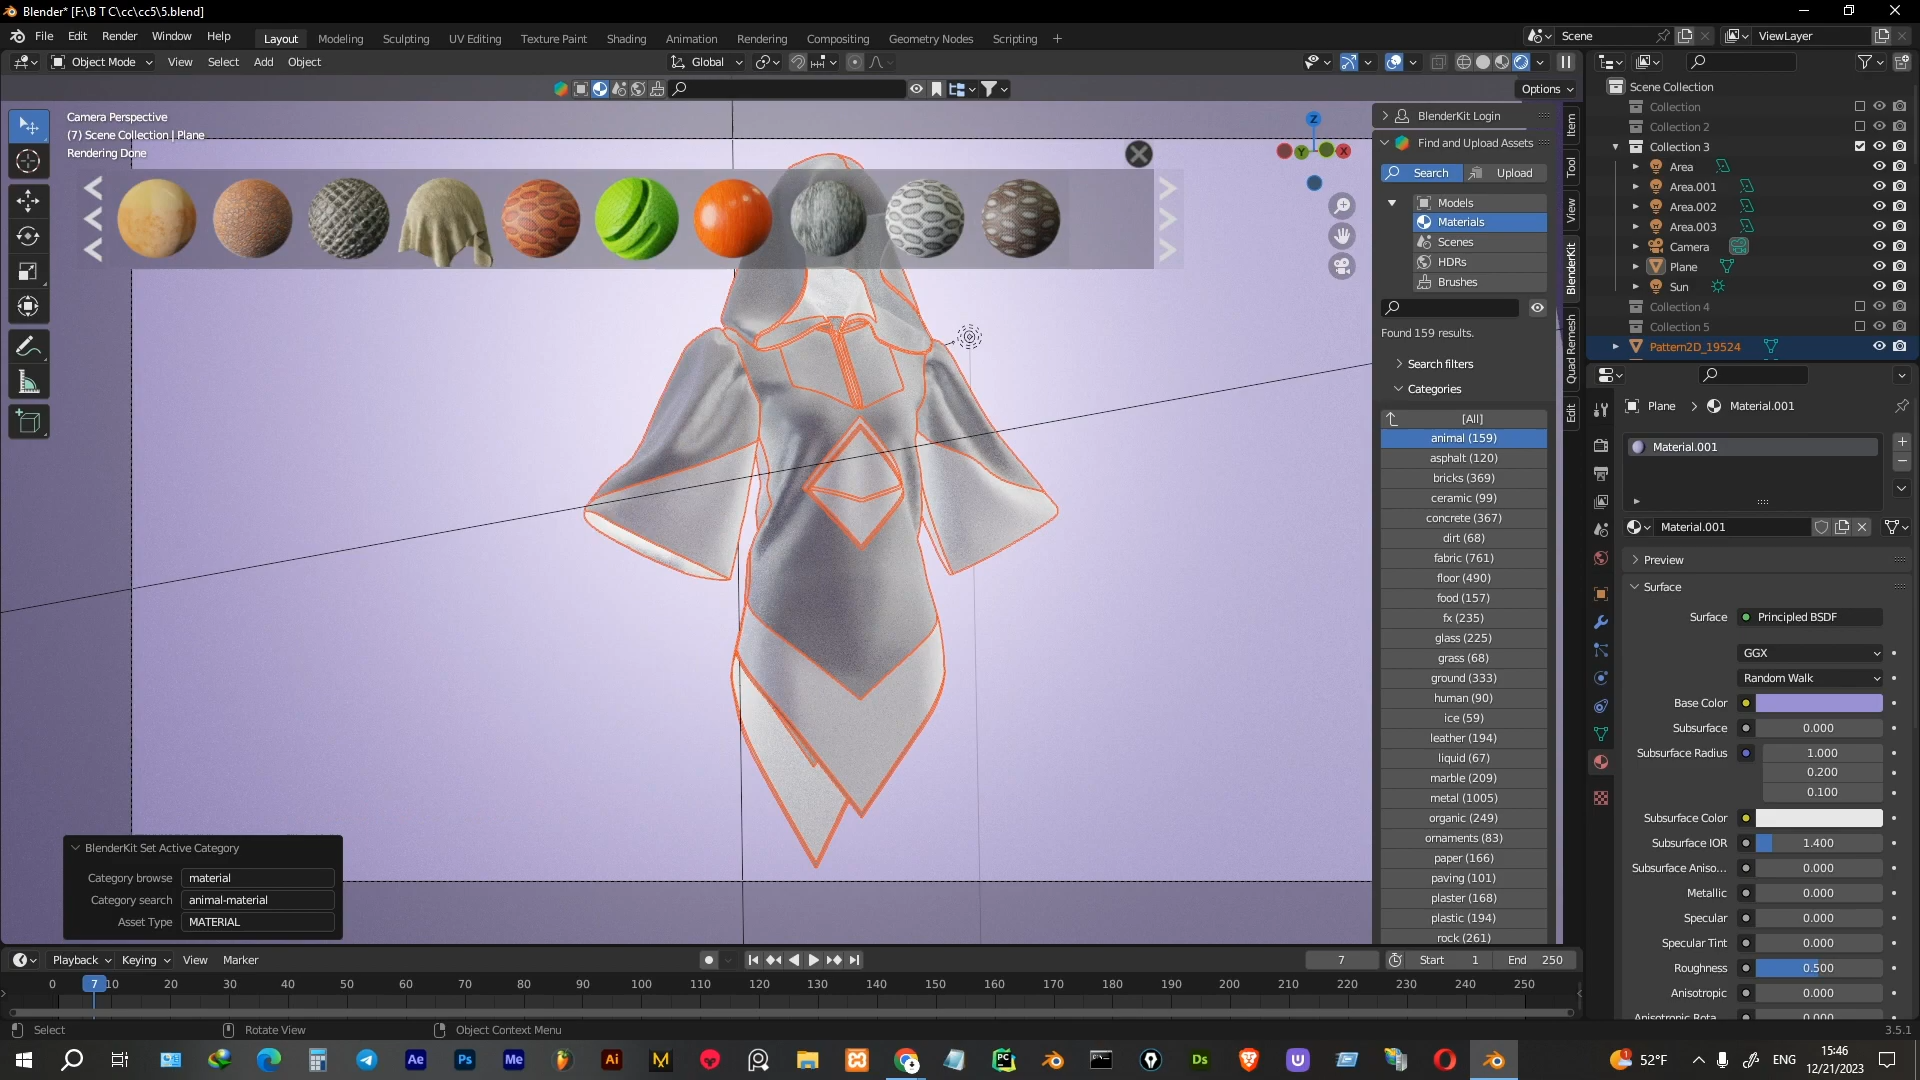 Blender* [F:\B T C\cc\cc5\5.blend]
File Edit Render Window Help
Layout Modeling Sculpting UV Editing Texture Paint Shading Animation Rendering Compositing Geometry Nodes Scripting +
Scene
ViewLayer
Object Mode View Select Add Object
Global
Options
Camera Perspective
(7) Scene Collection | Plane
Rendering Done
Z
Y
X
BlenderKit Login
Find and Upload Assets
Search Upload
Models
Materials
Scenes
HDRs
Brushes
Found 159 results.
Search filters
Categories
[All]
animal (159)
asphalt (120)
bricks (369)
ceramic (99)
concrete (367)
dirt (68)
fabric (761)
floor (490)
food (157)
fx (235)
glass (225)
grass (68)
ground (333)
human (90)
ice (59)
leather (194)
liquid (67)
marble (209)
metal (1005)
organic (249)
ornaments (83)
paper (166)
paving (101)
plaster (168)
plastic (194)
rock (261)
Item
Tool
View
BlenderKit
Quad Remesh
Edit
Scene Collection
Collection
Collection 2
Collection 3
Area
Area.001
Area.002
Area.003
Camera
Plane
Sun
Collection 4
Collection 5
Pattern2D_19524
Plane > Material.001
Material.001
Material.001
Preview
Surface
Surface Principled BSDF
GGX
Random Walk
Base Color
Subsurface 0.000
Subsurface Radius 1.000
0.200
0.100
Subsurface Color
Subsurface IOR 1.400
Subsurface Aniso... 0.000
Metallic 0.000
Specular 0.000
Specular Tint 0.000
Roughness 0.500
Anisotropic 0.000
Anisotropic Rota... 0.000
BlenderKit Set Active Category
Category browse material
Category search animal-material
Asset Type MATERIAL
Playback Keying View Marker
7 Start 1 End 250
0 7 10 20 30 40 50 60 70 80 90 100 110 120 130 140 150 160 170 180 190 200 210 220 230 240 250
Select Rotate View Object Context Menu
3.5.1
Ae Ps Me Ai M PC Ds U
1 52°F ENG
15:46
12/21/2023